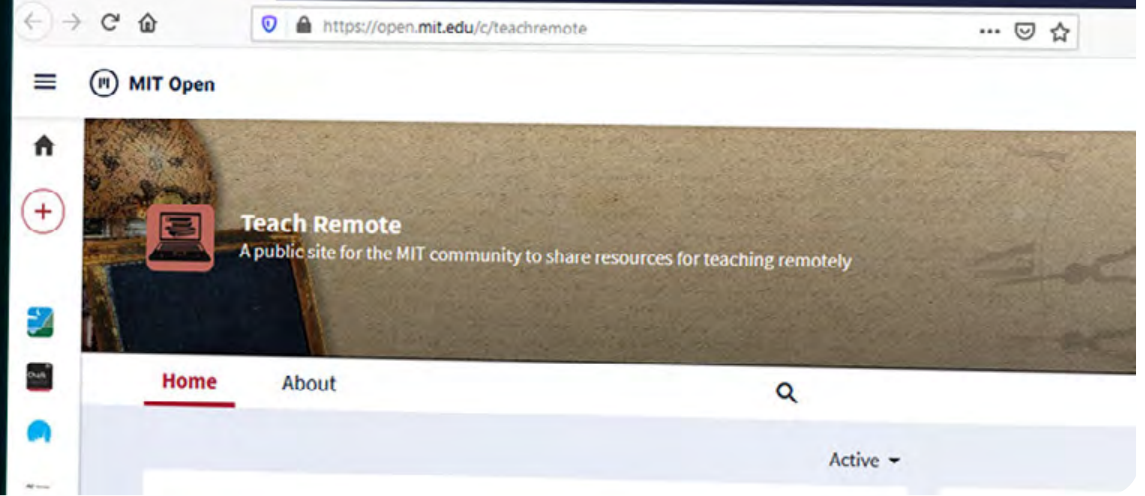 https://open.mit.edu/c/teachremote
MIT Open
Teach Remote
A public site for the MIT community to share resources for teaching remotely
Home
About
Chalk
Active